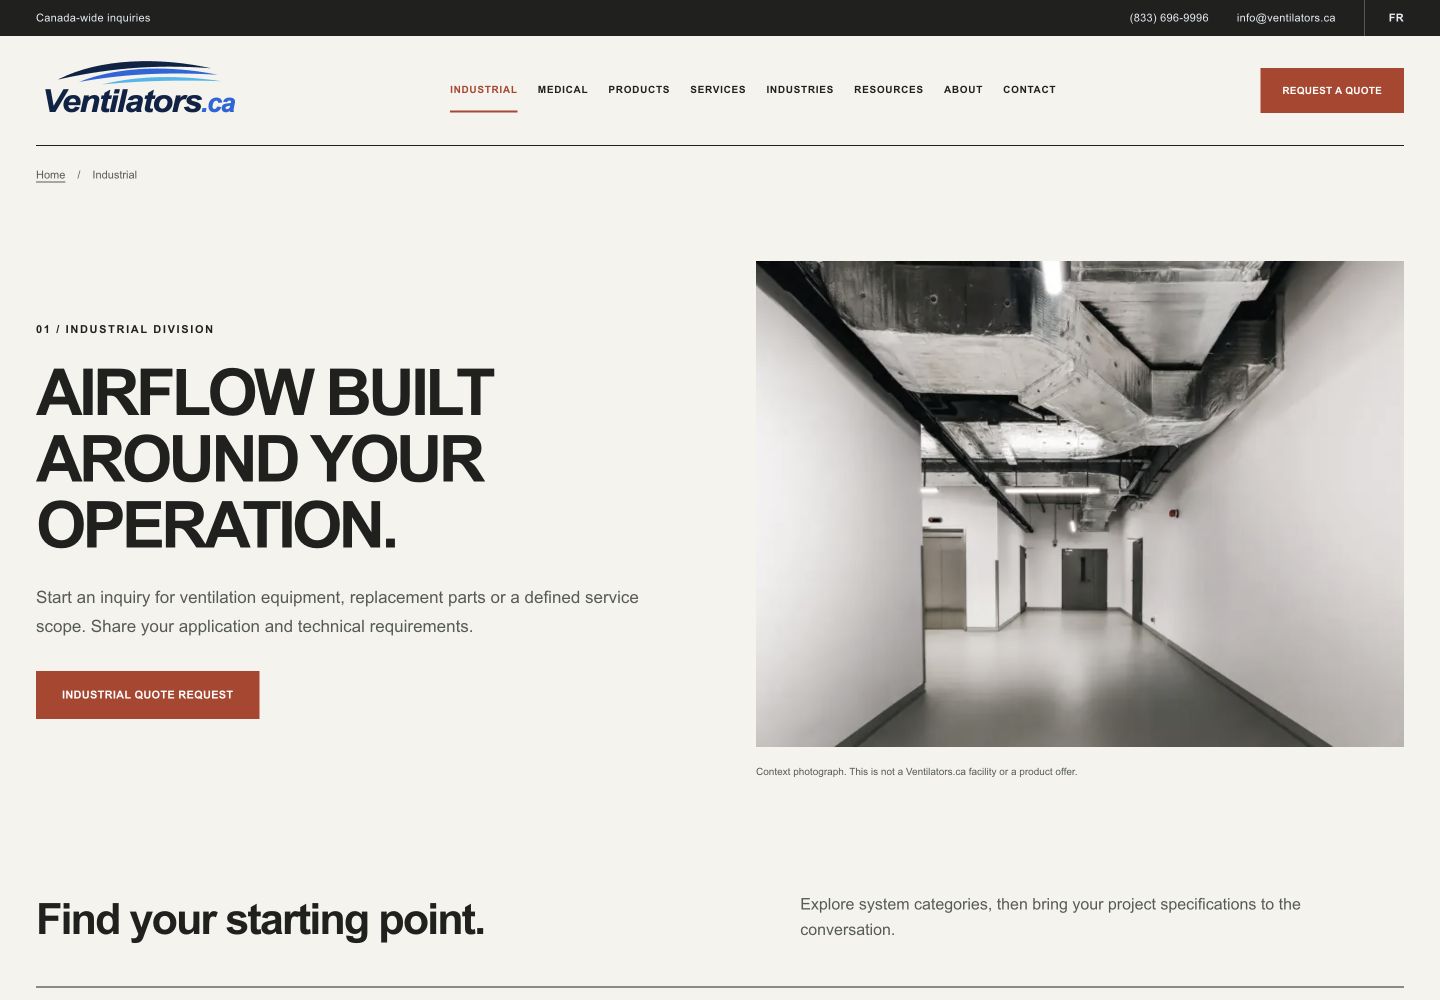 Canada-wide inquiries
(833) 696-9996
info@ventilators.ca
FR
Ventilators.ca
INDUSTRIAL
MEDICAL
PRODUCTS
SERVICES
INDUSTRIES
RESOURCES
ABOUT
CONTACT
REQUEST A QUOTE
Home / Industrial
01 / INDUSTRIAL DIVISION
AIRFLOW BUILT
AROUND YOUR
OPERATION.
Start an inquiry for ventilation equipment, replacement parts or a defined service
scope. Share your application and technical requirements.
INDUSTRIAL QUOTE REQUEST
Context photograph. This is not a Ventilators.ca facility or a product offer.
Find your starting point.
Explore system categories, then bring your project specifications to the
conversation.